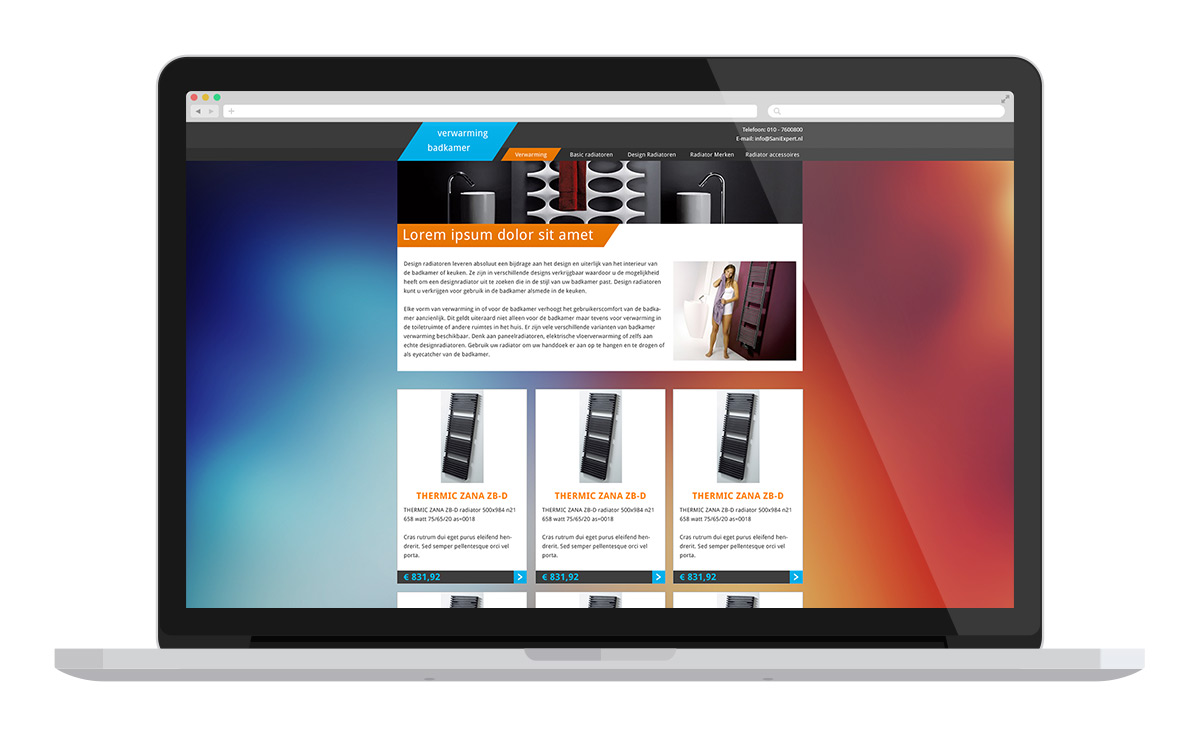 verwarming
badkamer
Telefoon: 010 - 7600800
E-mail: info@SaniExpert.nl
Verwarming
Basic radiatoren
Design Radiatoren
Radiator Merken
Radiator accessoires
Lorem ipsum dolor sit amet
Design radiatoren leveren absoluut een bijdrage aan het design en uiterlijk van het interieur van
de badkamer of keuken. Ze zijn in verschillende designs verkrijgbaar waardoor u de mogelijkheid
heeft om een designradiator uit te zoeken die in de stijl van uw badkamer past. Design radiatoren
kunt u verkrijgen voor gebruik in de badkamer alsmede in de keuken.
Elke vorm van verwarming in of voor de badkamer verhoogt het gebruikerscomfort van de badka-
mer aanzienlijk. Dit geldt uiteraard niet alleen voor de badkamer maar tevens voor verwarming in
de toiletruimte of andere ruimtes in het huis. Er zijn vele verschillende varianten van badkamer
verwarming beschikbaar. Denk aan paneelradiatoren, elektrische vloerverwarming of zelfs aan
echte designradiatoren. Gebruik uw radiator om uw handdoek er aan op te hangen en te drogen of
als eyecatcher van de badkamer.
THERMIC ZANA ZB-D
THERMIC ZANA ZB-D radiator 500x984 n21
658 watt 75/65/20 as=0018
Cras rutrum dui eget purus eleifend hen-
drerit. Sed semper pellentesque orci vel
porta.
€ 831,92
THERMIC ZANA ZB-D
THERMIC ZANA ZB-D radiator 500x984 n21
658 watt 75/65/20 as=0018
Cras rutrum dui eget purus eleifend hen-
drerit. Sed semper pellentesque orci vel
porta.
€ 831,92
THERMIC ZANA ZB-D
THERMIC ZANA ZB-D radiator 500x984 n21
658 watt 75/65/20 as=0018
Cras rutrum dui eget purus eleifend hen-
drerit. Sed semper pellentesque orci vel
porta.
€ 831,92